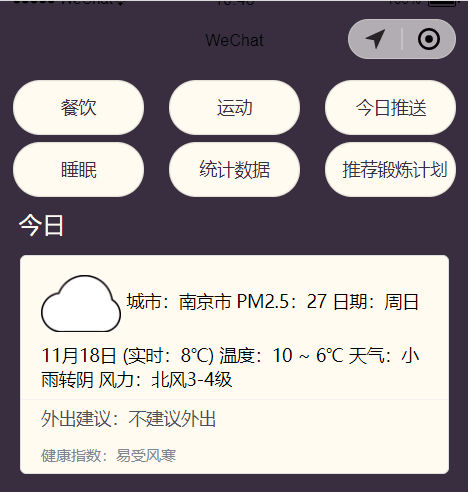 WeChat
WeChat
餐饮 运动 今日推送
睡眠 统计数据 推荐锻炼计划
今日
城市：南京市 PM2.5：27 日期：周日
11月18日 (实时：8℃) 温度：10 ~ 6℃ 天气：小
雨转阴 风力：北风3-4级
外出建议：不建议外出
健康指数：易受风寒